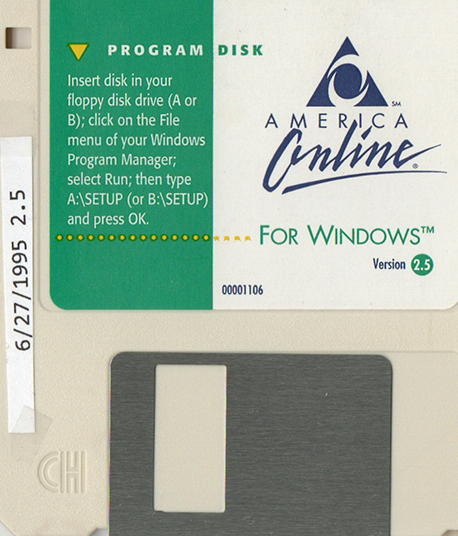 PROGRAM DISK
Insert disk in your
floppy disk drive (A or
B); click on the File
menu of your Windows
Program Manager;
select Run; then type
A:\SETUP (or B:\SETUP)
and press OK.
AMERICA SM
Online®
FOR WINDOWS™
Version 2.5
00001106
6/27/1995 2.5
CH